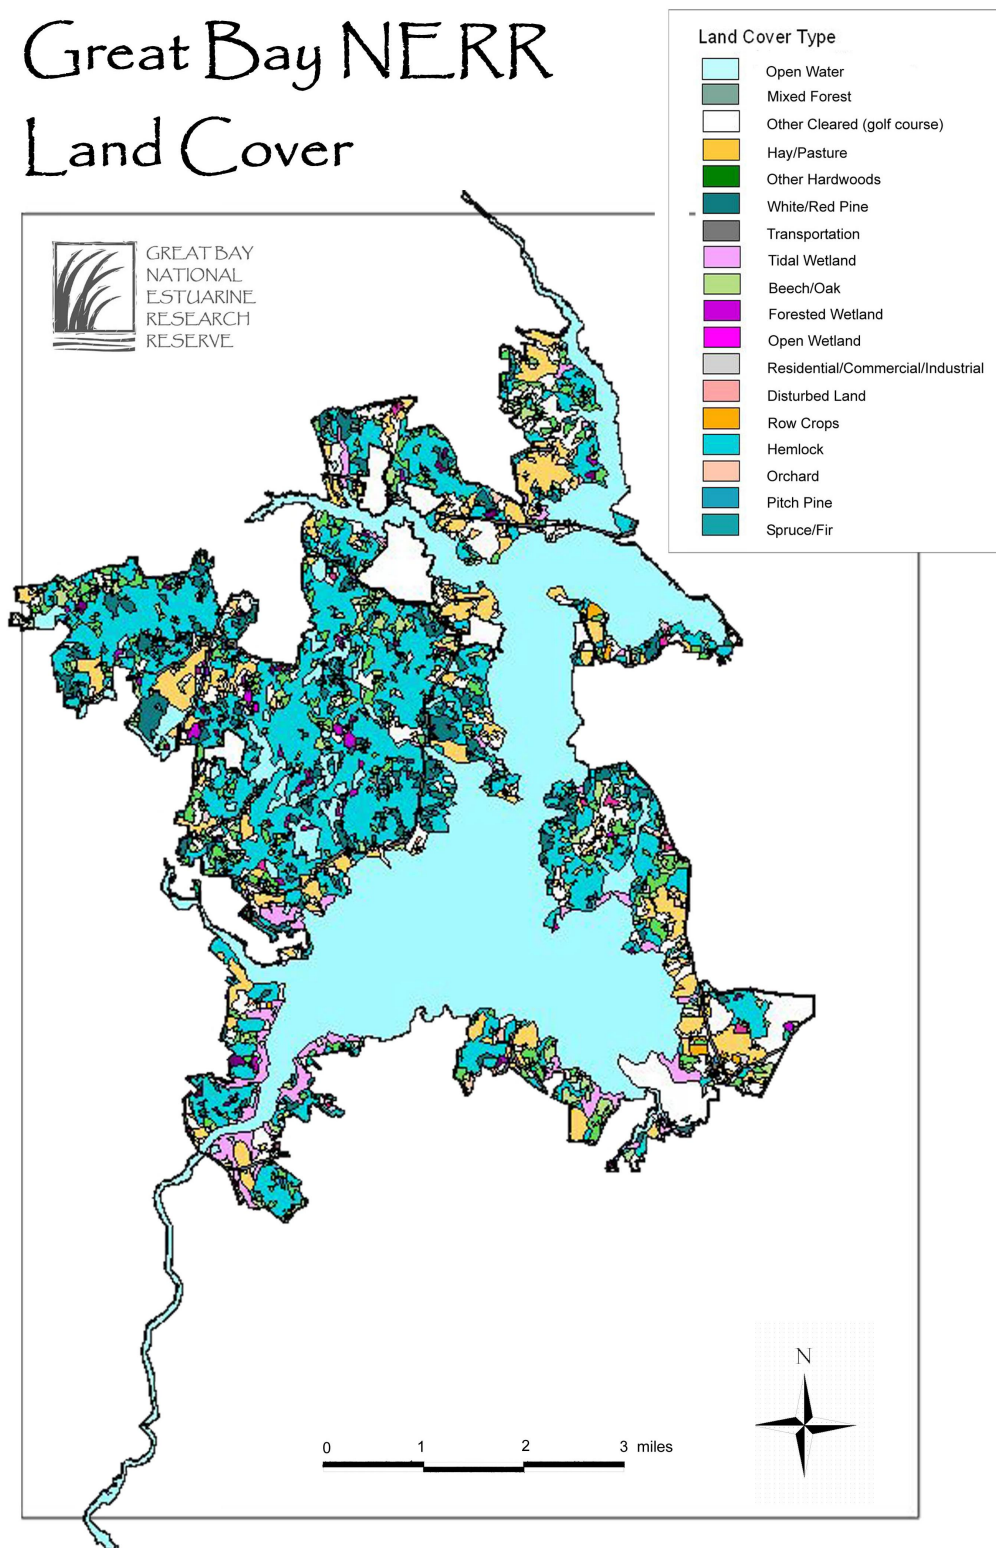 Great Bay NERR
Land Cover
Land Cover Type
Open Water
Mixed Forest
Other Cleared (golf course)
Hay/Pasture
Other Hardwoods
White/Red Pine
Transportation
Tidal Wetland
Beech/Oak
Forested Wetland
Open Wetland
Residential/Commercial/Industrial
Disturbed Land
Row Crops
Hemlock
Orchard
Pitch Pine
Spruce/Fir
GREAT BAY
NATIONAL
ESTUARINE
RESEARCH
RESERVE
N
0 1 2 3 miles